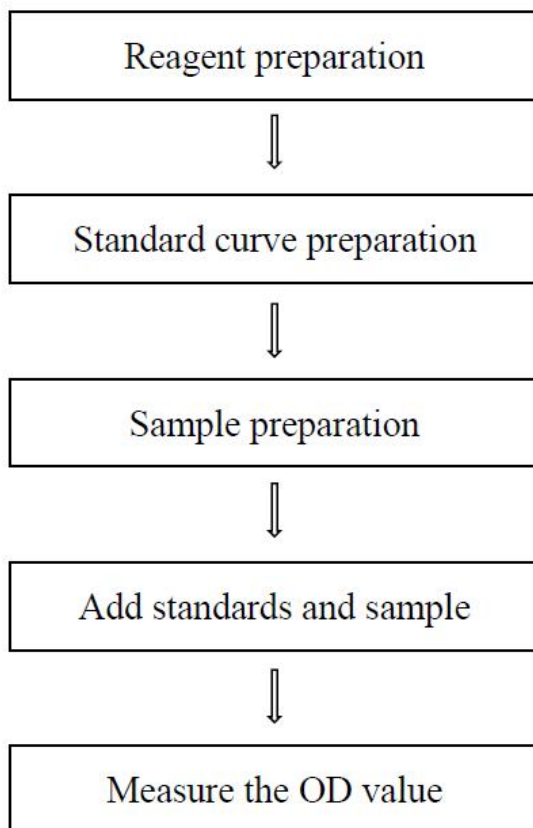 Reagent preparation
Standard curve preparation
Sample preparation
Add standards and sample
Measure the OD value